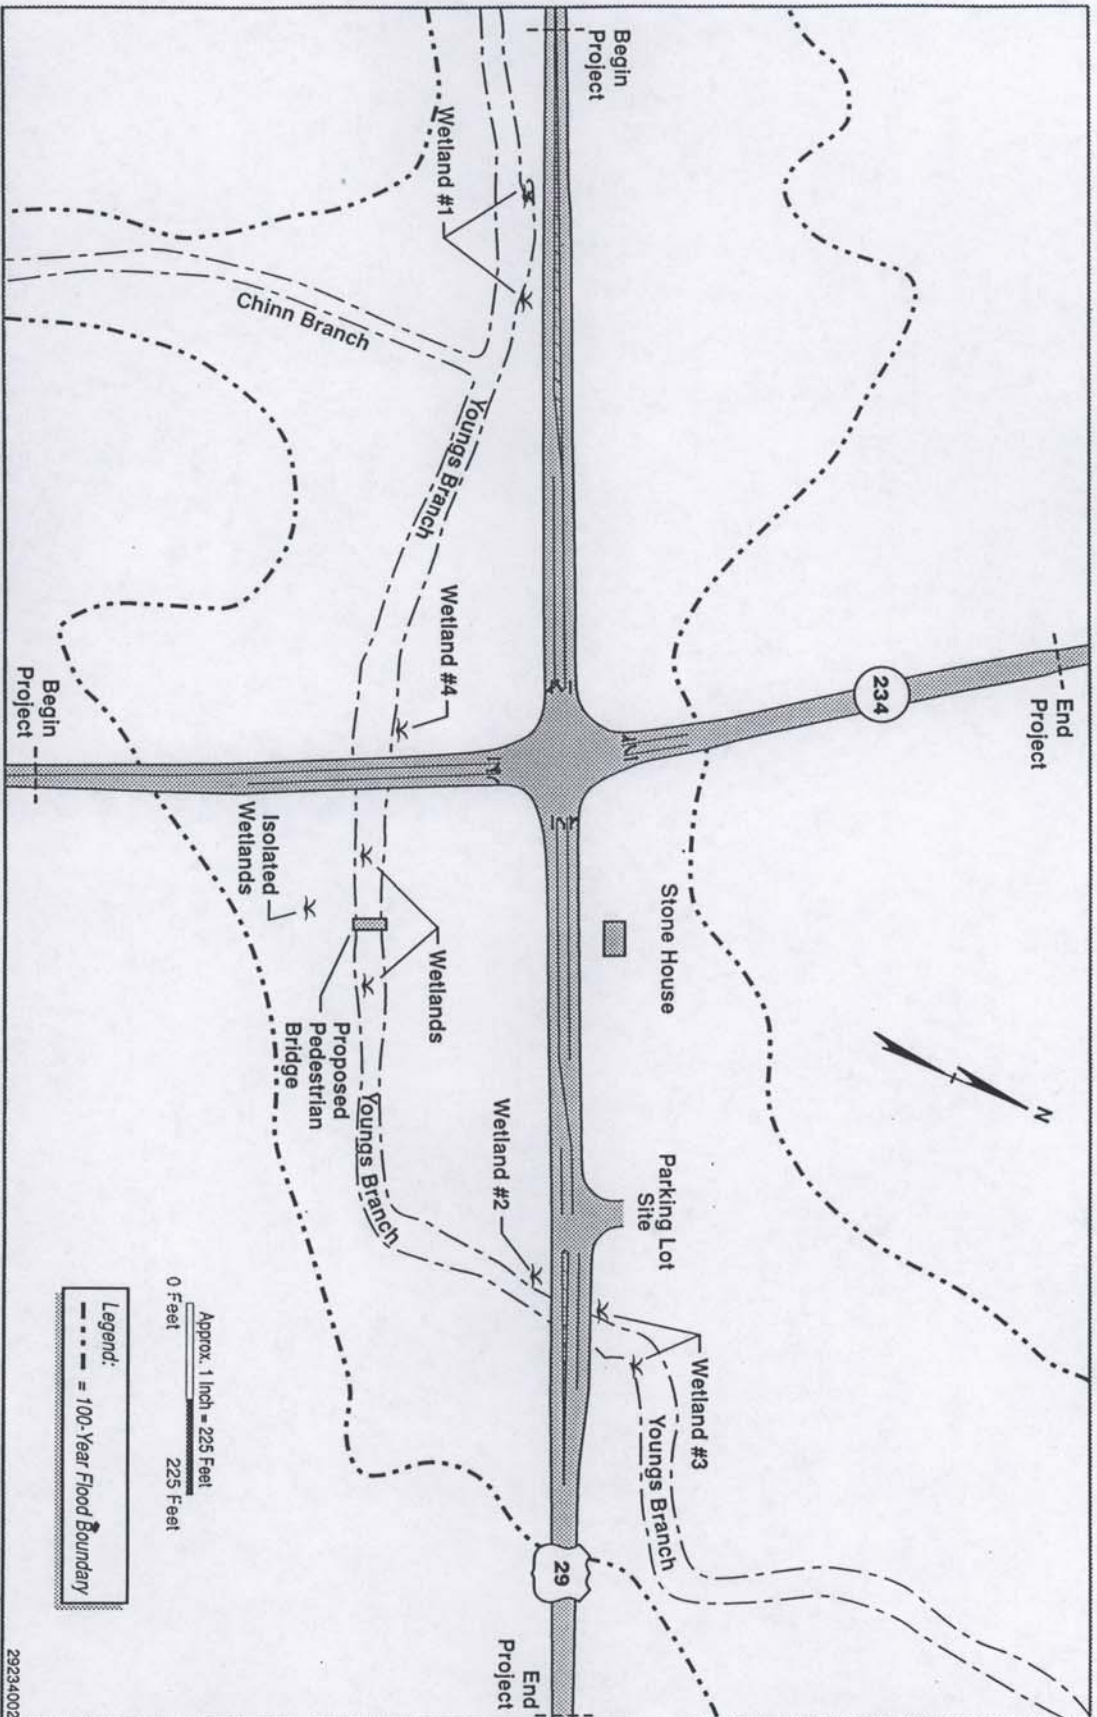 Begin
Project
Wetland #1
Chinn Branch
Youngs Branch
Wetland #4
Begin
Project
234
End
Project
Isolated
Wetlands
Wetlands
Stone House
Proposed
Pedestrian
Bridge
Youngs Branch
Wetland #2
Parking Lot
Site
N
Wetland #3
Youngs Branch
29
End
Project
Approx. 1 Inch = 225 Feet
0 Feet 225 Feet
Legend:
= 100-Year Flood Boundary
29234002